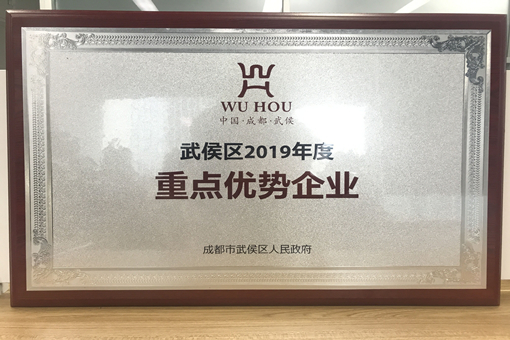 WU HOU
中国·成都·武侯
武侯区2019年度
重点优势企业
成都市武侯区人民政府